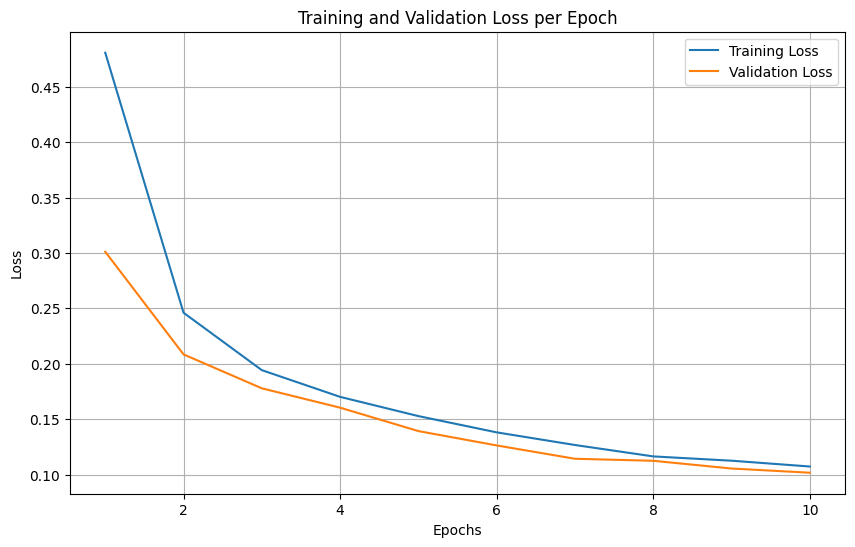 Training and Validation Loss per Epoch
Training Loss
Validation Loss
Loss
0.45
0.40
0.35
0.30
0.25
0.20
0.15
0.10
2
4
6
8
10
Epochs